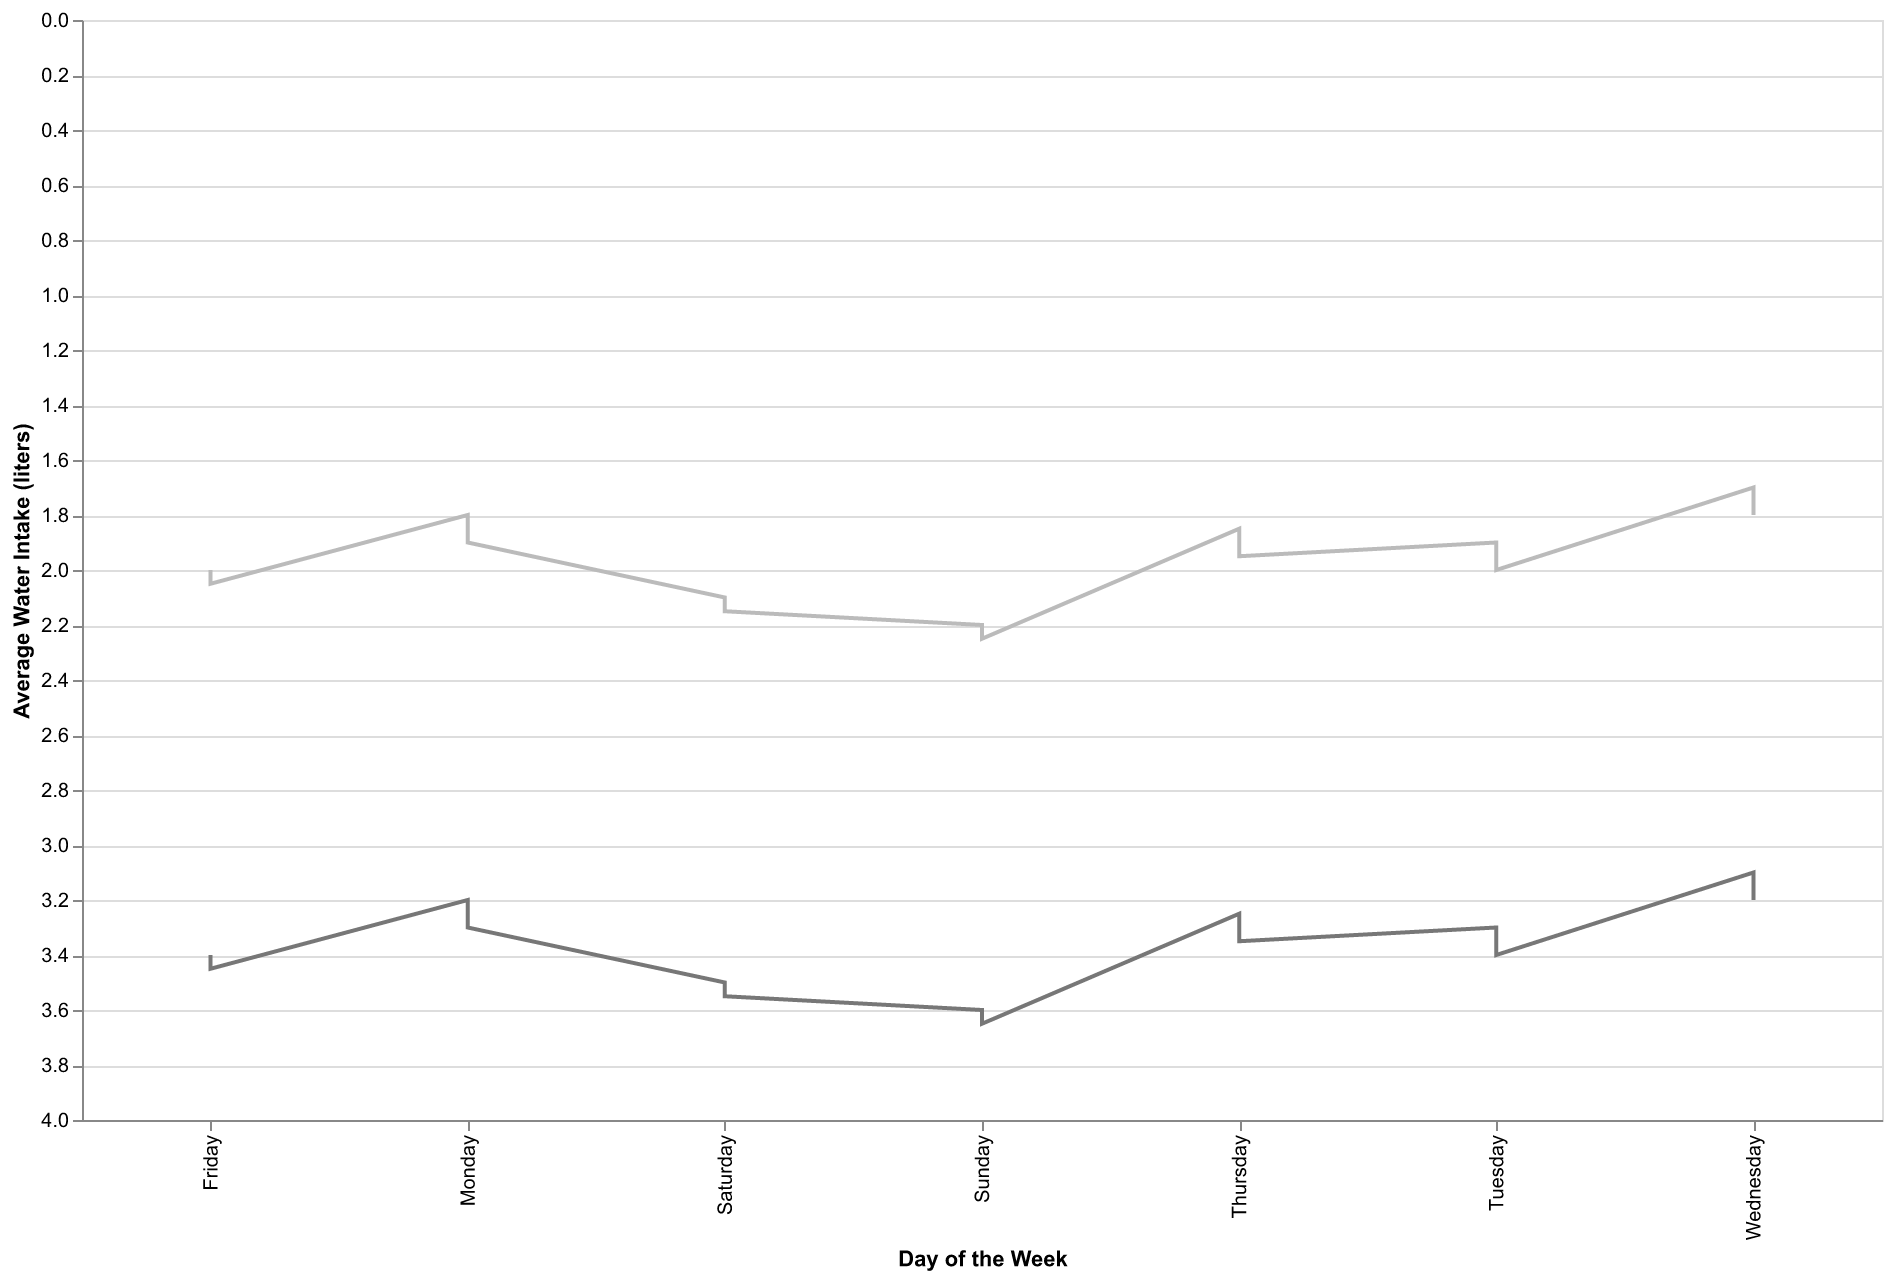 0.0
0.2
0.4
0.6
0.8
1.0
1.2
1.4
1.6
1.8
2.0
2.2
2.4
2.6
2.8
3.0
3.2
3.4
3.6
3.8
4.0
Average Water Intake (liters)
Friday
Monday
Saturday
Sunday
Thursday
Tuesday
Wednesday
Day of the Week